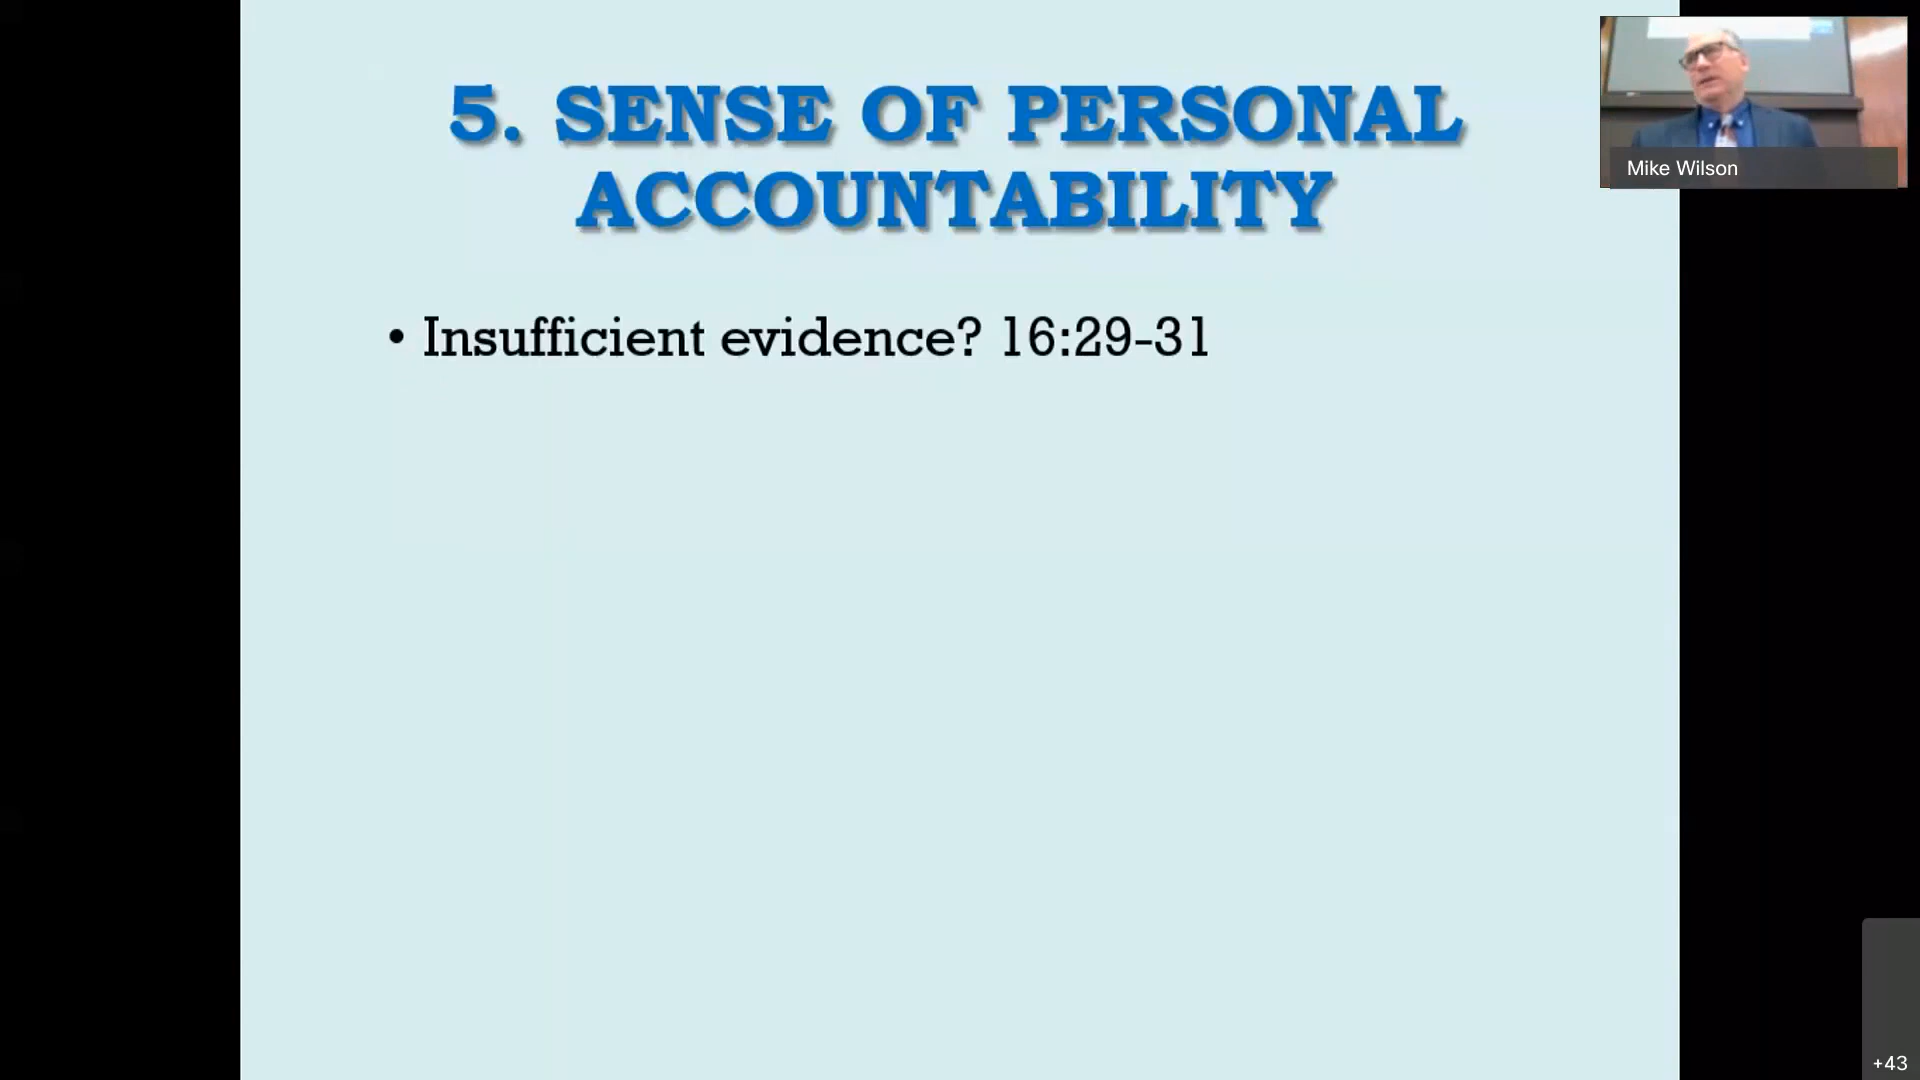 5. SENSE OF PERSONAL
ACCOUNTABILITY
• Insufficient evidence? 16:29-31
Mike Wilson
+43